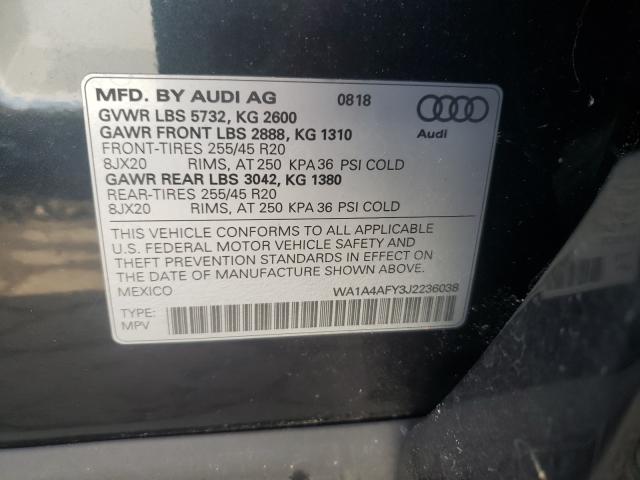 MFD. BY AUDI AG 0818
GVWR LBS 5732, KG 2600
GAWR FRONT LBS 2888, KG 1310
FRONT-TIRES 255/45 R20
8JX20 RIMS, AT 250 KPA 36 PSI COLD
GAWR REAR LBS 3042, KG 1380
REAR-TIRES 255/45 R20
8JX20 RIMS, AT 250 KPA 36 PSI COLD
Audi
THIS VEHICLE CONFORMS TO ALL APPLICABLE
U.S. FEDERAL MOTOR VEHICLE SAFETY AND
THEFT PREVENTION STANDARDS IN EFFECT ON
THE DATE OF MANUFACTURE SHOWN ABOVE.
MEXICO WA1A4AFY3J2236038
TYPE:
MPV